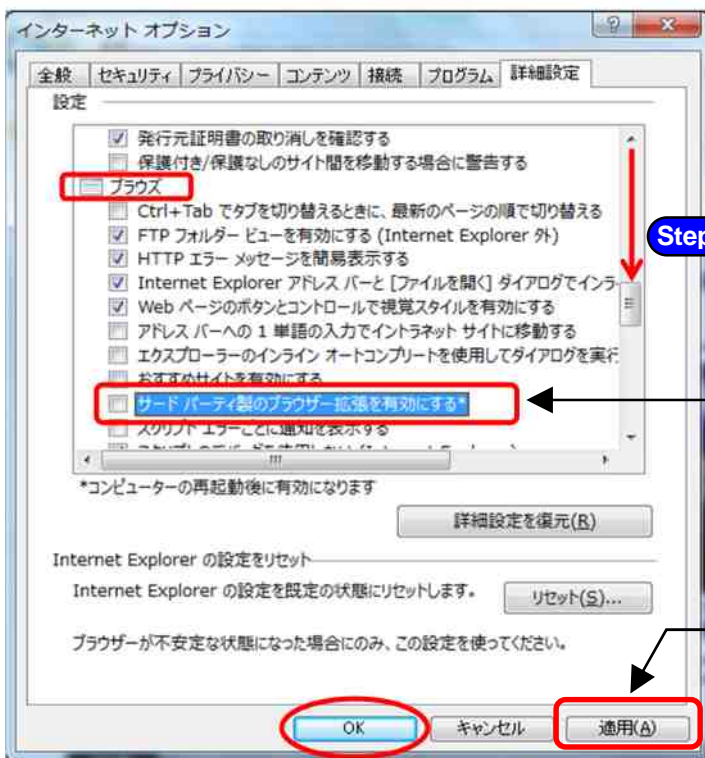 インターネット オプション
全般 セキュリティ プライバシー コンテンツ 接続 プログラム 詳細設定
設定
発行元証明書の取り消しを確認する
保護付き/保護なしのサイト間を移動する場合に警告する
ブラウズ
Ctrl+Tab でタブを切り替えるときに、最新のページの順で切り替える
FTP フォルダー ビューを有効にする (Internet Explorer 外)
HTTP エラー メッセージを簡易表示する
Internet Explorer アドレス バーと [ファイルを開く] ダイアログでインラ
Web ページのボタンとコントロールで視覚スタイルを有効にする
アドレス バーへの 1 単語の入力でイントラネット サイトに移動する
エクスプローラーのインライン オートコンプリートを使用してダイアログを実行
おすすめサイトを有効にする
サード パーティ製のブラウザー拡張を有効にする*
スクリプト エラーごとに通知を表示する
Step
*コンピューターの再起動後に有効になります
詳細設定を復元(R)
Internet Explorer の設定をリセット
Internet Explorer の設定を既定の状態にリセットします。
リセット(S)...
ブラウザーが不安定な状態になった場合にのみ、この設定を使ってください。
OK キャンセル 適用(A)